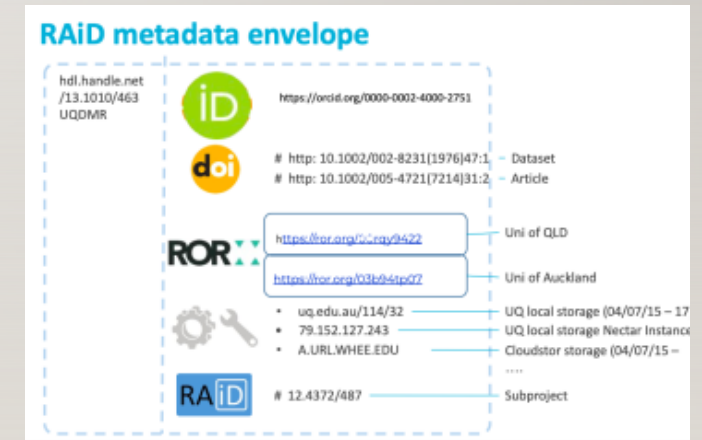 RAiD metadata envelope
hdl.handle.net
/13.1010/463
UQDMR
iD
https://orcid.org/0000-0002-4000-2751
doi
# http: 10.1002/002-8231(1976)47:1
Dataset
# http: 10.1002/005-4721(7214)31:2
Article
ROR
Uni of QLD
https://ror.org/03b94tp07
Uni of Auckland
• uq.edu.au/114/32
UQ local storage (04/07/15 – 17
• 79.152.127.243
UQ local storage Nectar Instance
• A.URL.WHEE.EDU
Cloudstor storage (04/07/15 –
....
RAiD
# 12.4372/487
Subproject